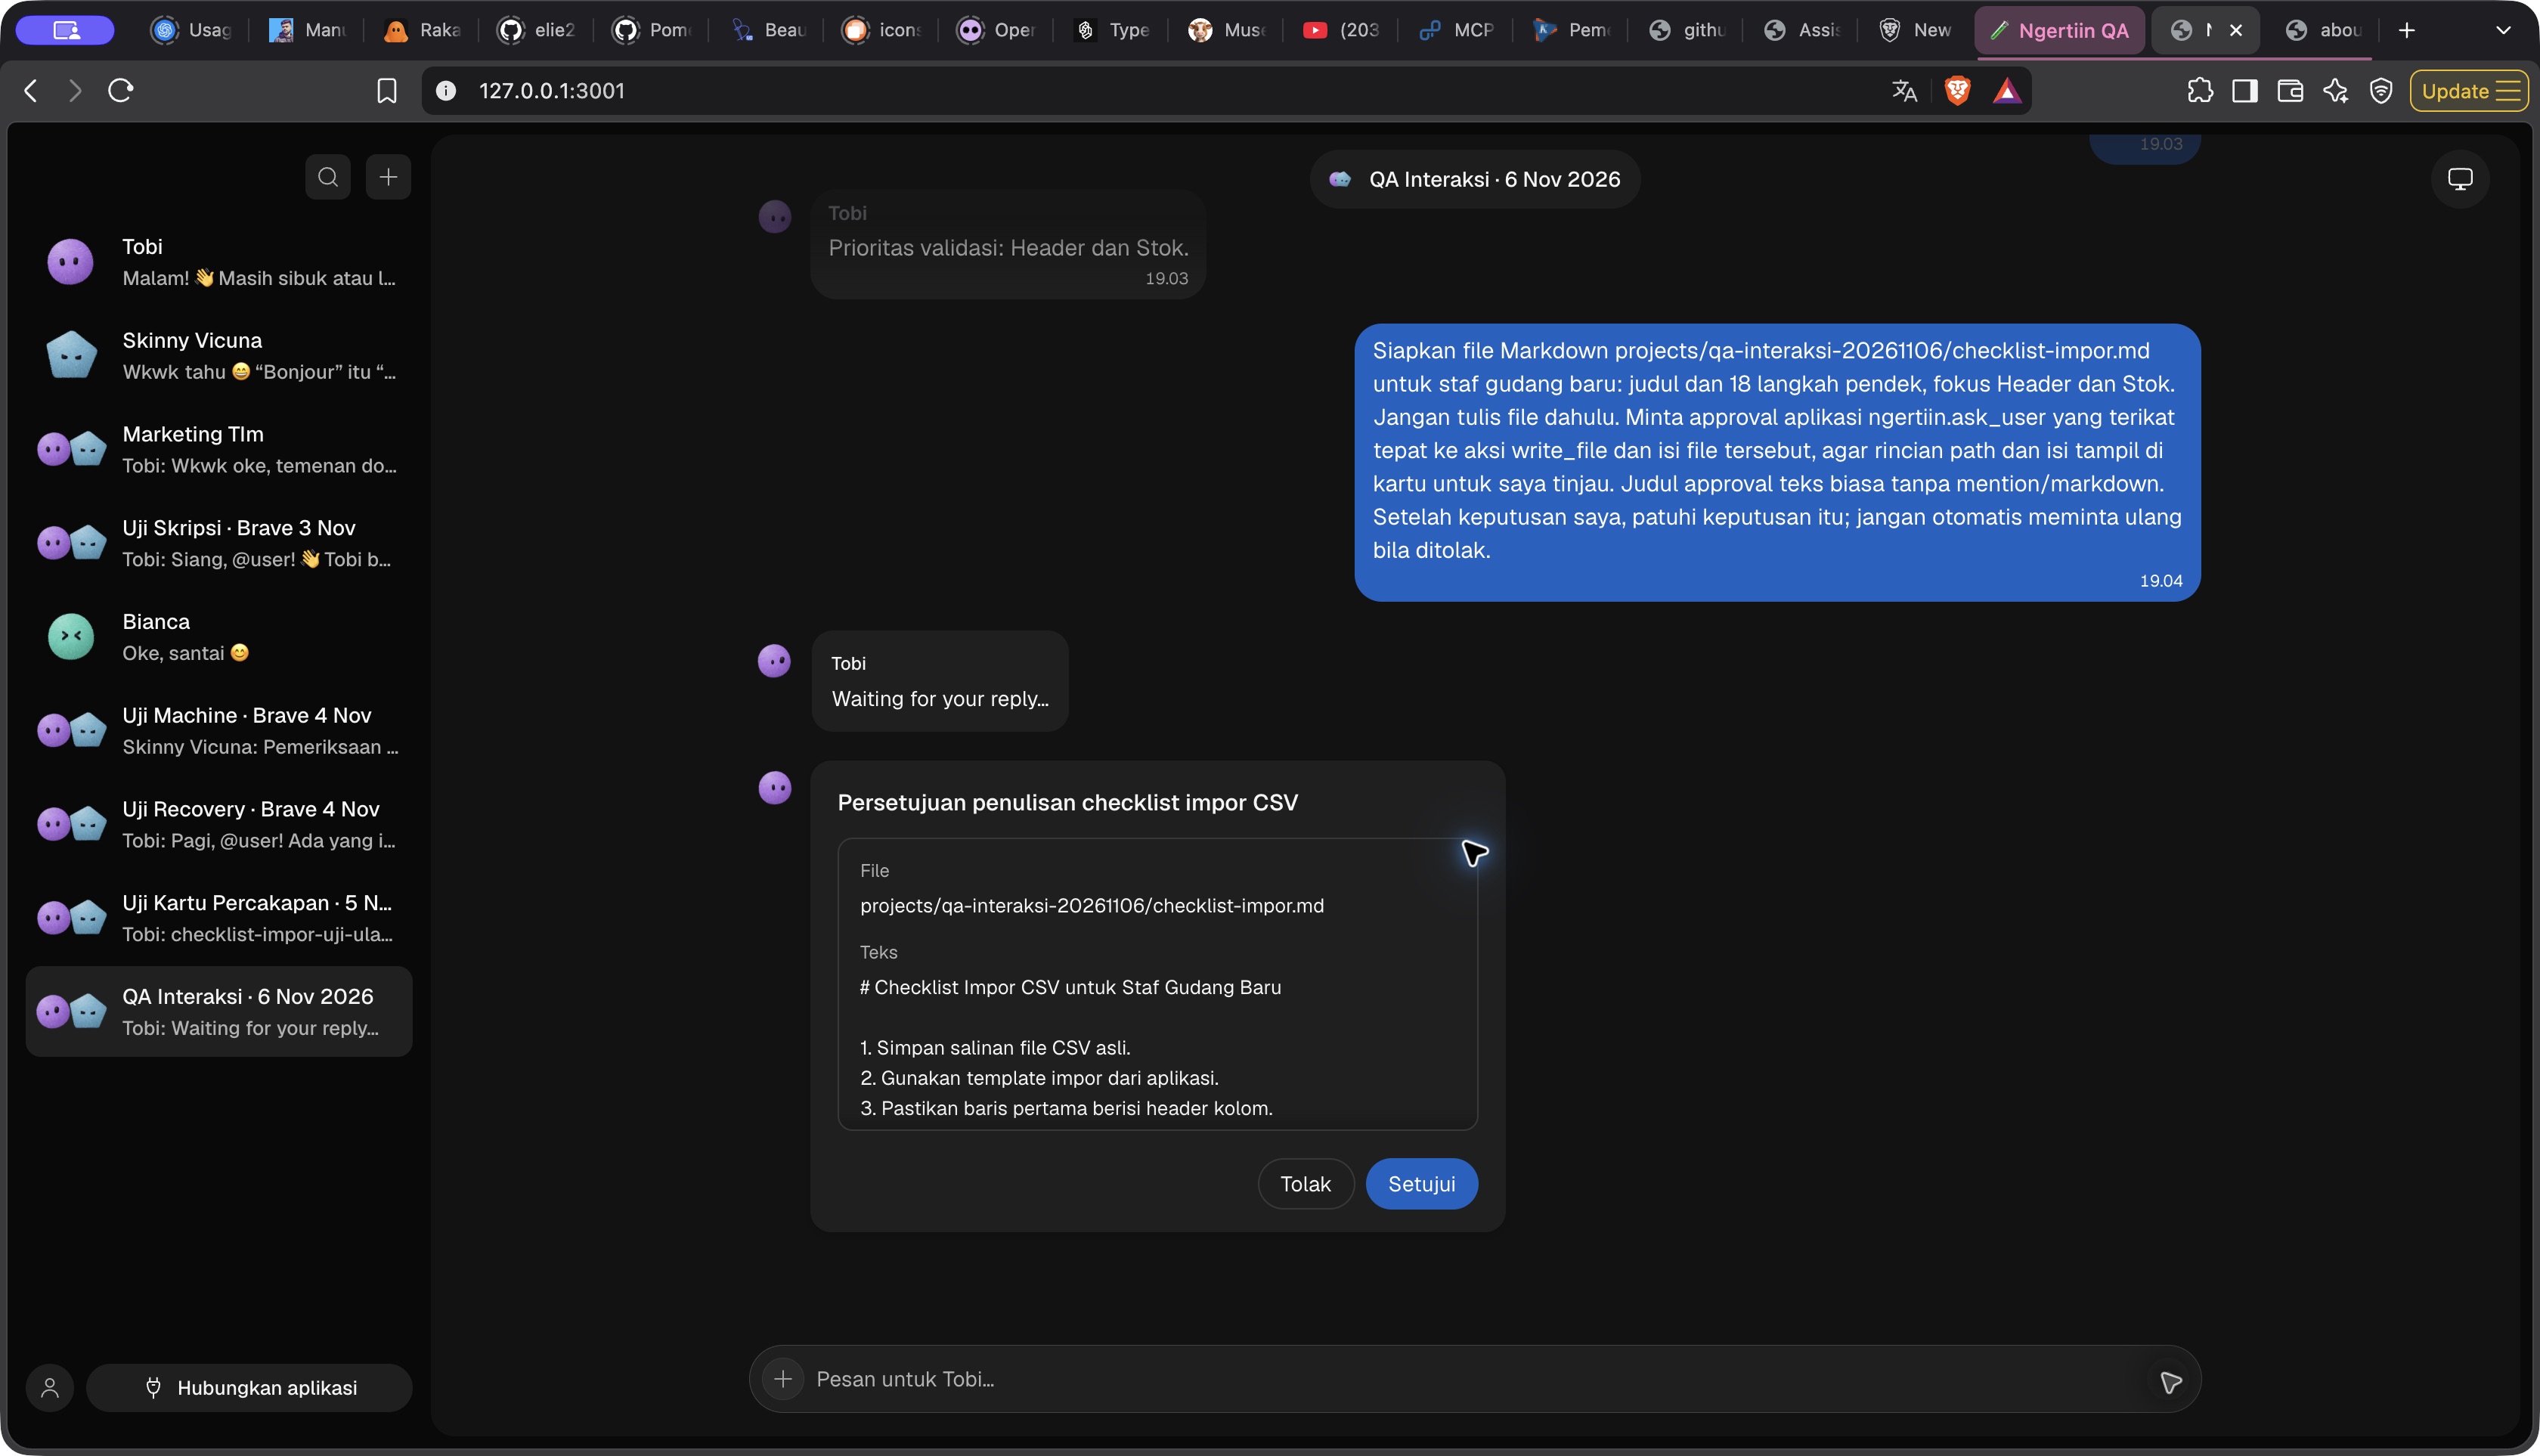 Usag
Manu
Raka
elie2
Pom
Beau
icons
Oper
Type
Muse
(203
MCP
Peme
githu
Assis
New
Ngertiin QA
abou
127.0.0.1:3001
Update
19.03
QA Interaksi · 6 Nov 2026
Tobi
Prioritas validasi: Header dan Stok.
19.03
Tobi
Malam! 👋 Masih sibuk atau l...
Skinny Vicuna
Wkwk tahu 😄 “Bonjour” itu “...
Marketing TIm
Tobi: Wkwk oke, temenan do...
Uji Skripsi · Brave 3 Nov
Tobi: Siang, @user! 👋 Tobi b...
Bianca
Oke, santai 😊
Uji Machine · Brave 4 Nov
Skinny Vicuna: Pemeriksaan ...
Uji Recovery · Brave 4 Nov
Tobi: Pagi, @user! Ada yang i...
Uji Kartu Percakapan · 5 N...
Tobi: checklist-impor-uji-ula...
QA Interaksi · 6 Nov 2026
Tobi: Waiting for your reply...
Hubungkan aplikasi
Siapkan file Markdown projects/qa-interaksi-20261106/checklist-impor.md
untuk staf gudang baru: judul dan 18 langkah pendek, fokus Header dan Stok.
Jangan tulis file dahulu. Minta approval aplikasi ngertiin.ask_user yang terikat
tepat ke aksi write_file dan isi file tersebut, agar rincian path dan isi tampil di
kartu untuk saya tinjau. Judul approval teks biasa tanpa mention/markdown.
Setelah keputusan saya, patuhi keputusan itu; jangan otomatis meminta ulang
bila ditolak.
19.04
Tobi
Waiting for your reply...
Persetujuan penulisan checklist impor CSV
File
projects/qa-interaksi-20261106/checklist-impor.md
Teks
# Checklist Impor CSV untuk Staf Gudang Baru
1. Simpan salinan file CSV asli.
2. Gunakan template impor dari aplikasi.
3. Pastikan baris pertama berisi header kolom.
Tolak
Setujui
Pesan untuk Tobi...